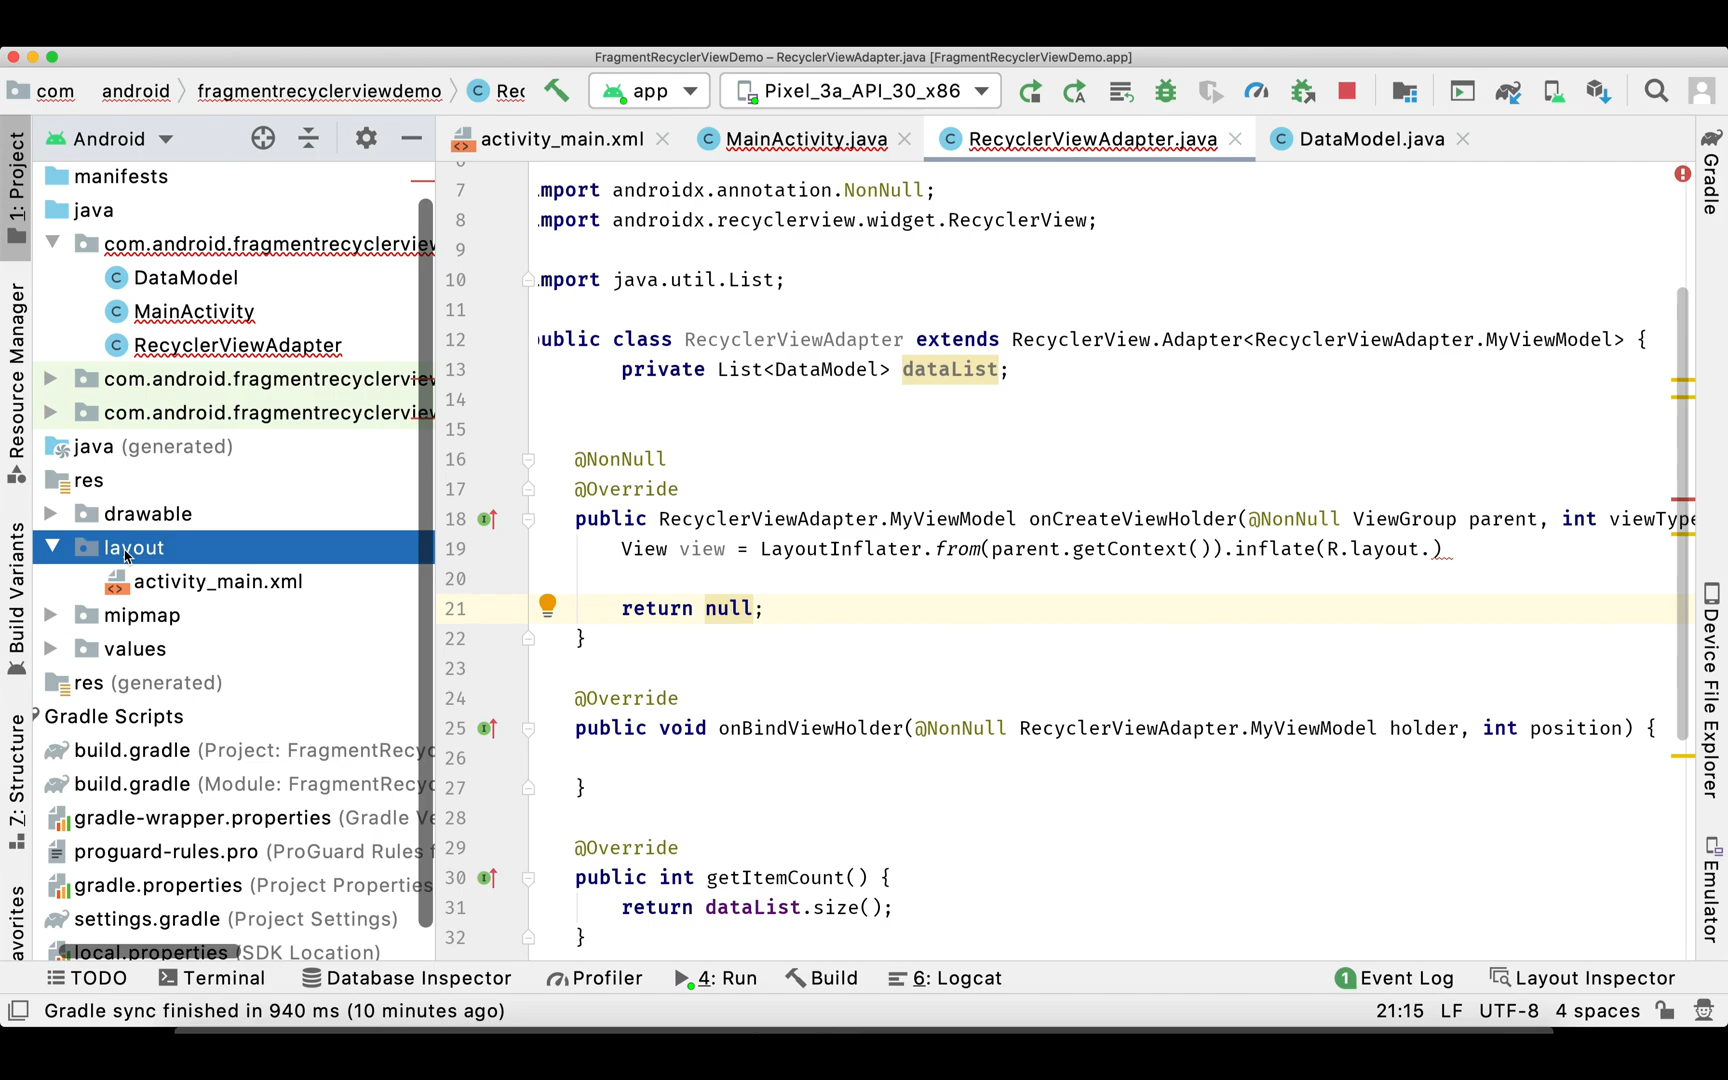 FragmentRecyclerViewDemo – RecyclerViewAdapter.java [FragmentRecyclerViewDemo.app]
com android fragmentrecyclerviewdemo Rec app Pixel_3a_API_30_x86
Android
activity_main.xml MainActivity.java RecyclerViewAdapter.java DataModel.java
1: Project
Resource Manager
Build Variants
7: Structure
avorites
manifests
java
com.android.fragmentrecyclerview
DataModel
MainActivity
RecyclerViewAdapter
com.android.fragmentrecyclerview
com.android.fragmentrecyclerview
java (generated)
res
drawable
layout
activity_main.xml
mipmap
values
res (generated)
Gradle Scripts
build.gradle (Project: FragmentRecyc
build.gradle (Module: FragmentRecyc
gradle-wrapper.properties (Gradle Ve
proguard-rules.pro (ProGuard Rules f
gradle.properties (Project Properties
settings.gradle (Project Settings)
local.properties (SDK Location)
6
7 mport androidx.annotation.NonNull;
8 mport androidx.recyclerview.widget.RecyclerView;
9
10 mport java.util.List;
11
12 public class RecyclerViewAdapter extends RecyclerView.Adapter<RecyclerViewAdapter.MyViewModel> {
13 private List<DataModel> dataList;
14
15
16 @NonNull
17 @Override
18 public RecyclerViewAdapter.MyViewModel onCreateViewHolder(@NonNull ViewGroup parent, int viewType
19 View view = LayoutInflater.from(parent.getContext()).inflate(R.layout.)
20
21 return null;
22 }
23
24 @Override
25 public void onBindViewHolder(@NonNull RecyclerViewAdapter.MyViewModel holder, int position) {
26
27 }
28
29 @Override
30 public int getItemCount() {
31 return dataList.size();
32 }
Gradle
Device File Explorer
Emulator
TODO Terminal Database Inspector Profiler 4: Run Build 6: Logcat 1 Event Log Layout Inspector
Gradle sync finished in 940 ms (10 minutes ago) 21:15 LF UTF-8 4 spaces